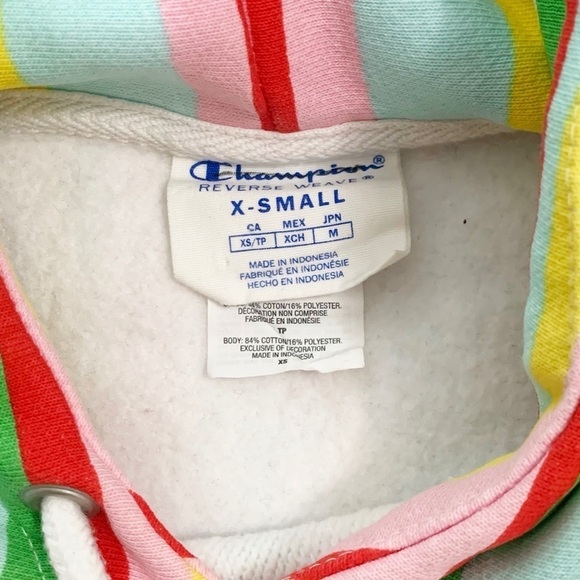 Champion®
REVERSE WEAVE®
X-SMALL
CA MEX JPN
XS/TP XCH M
MADE IN INDONESIA
FABRIQUÉ EN INDONÉSIE
HECHO EN INDONESIA
84% COTON/16% POLYESTER.
DÉCORATION NON COMPRISE
FABRIQUÉ EN INDONÉSIE
TP
BODY: 84% COTTON/16% POLYESTER.
EXCLUSIVE OF DECORATION
MADE IN INDONESIA
XS